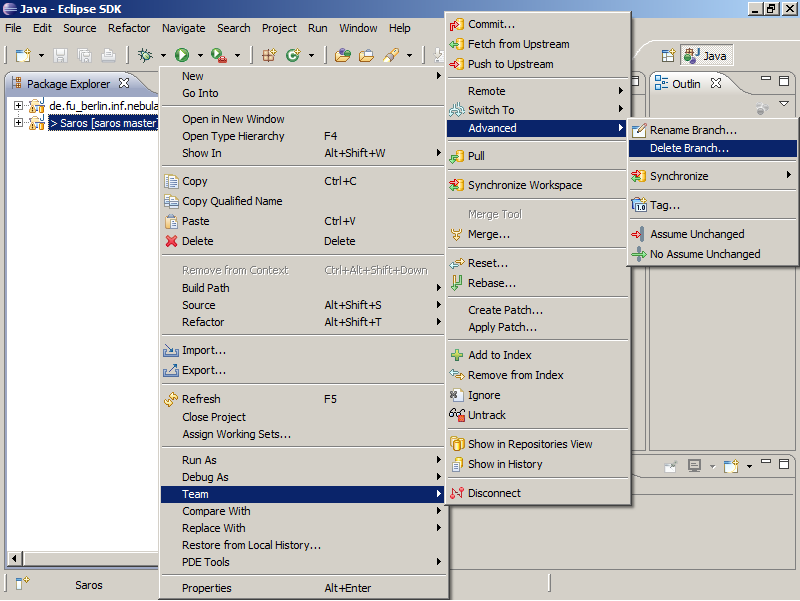 Java - Eclipse SDK
File Edit Source Refactor Navigate Search Project Run Window Help
Java
Package Explorer
de.fu_berlin.inf.nebula
> Saros [saros master]
New
Go Into
Open in New Window
Open Type Hierarchy F4
Show In Alt+Shift+W
Copy Ctrl+C
Copy Qualified Name
Paste Ctrl+V
Delete Delete
Remove from Context Ctrl+Alt+Shift+Down
Build Path
Source Alt+Shift+S
Refactor Alt+Shift+T
Import...
Export...
Refresh F5
Close Project
Assign Working Sets...
Run As
Debug As
Team
Compare With
Replace With
Restore from Local History...
PDE Tools
Properties Alt+Enter
Commit...
Fetch from Upstream
Push to Upstream
Remote
Switch To
Advanced
Pull
Synchronize Workspace
Merge Tool
Merge...
Reset...
Rebase...
Create Patch...
Apply Patch...
Add to Index
Remove from Index
Ignore
Untrack
Show in Repositories View
Show in History
Disconnect
Outlin
Rename Branch...
Delete Branch...
Synchronize
Tag...
Assume Unchanged
No Assume Unchanged
Saros